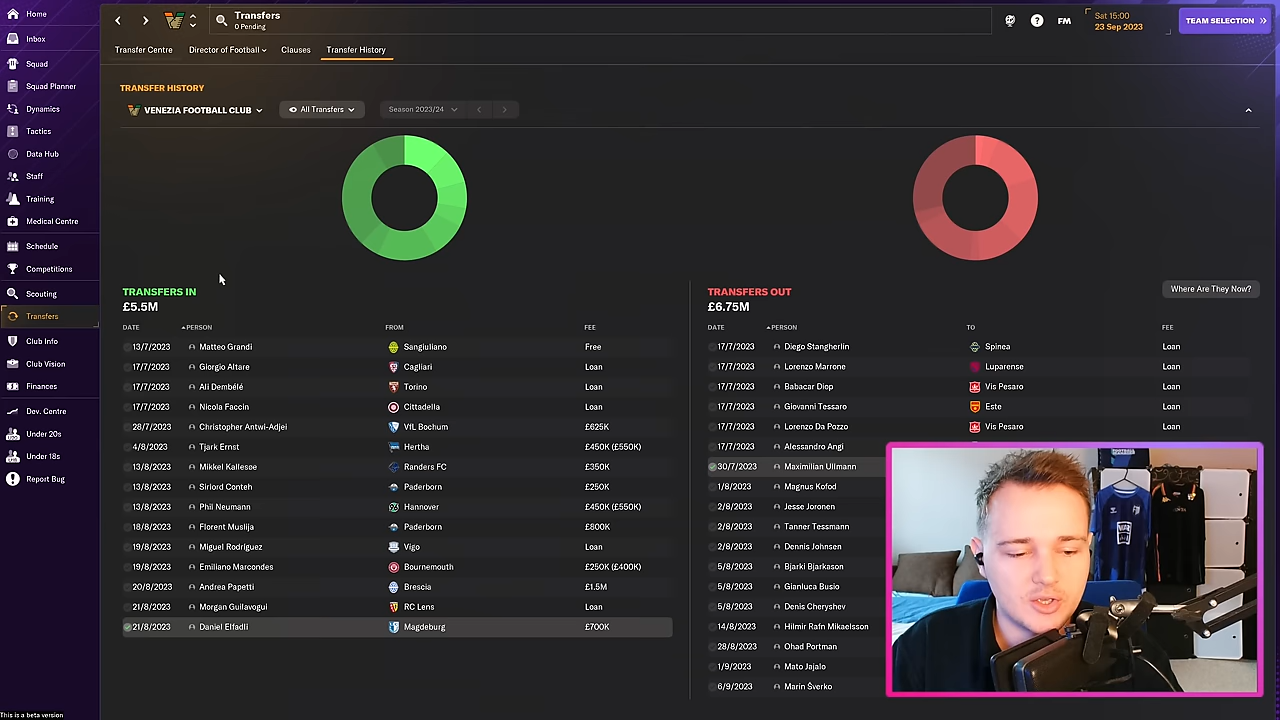 Home
Inbox
Squad
Squad Planner
Dynamics
Tactics
Data Hub
Staff
Training
Medical Centre
Schedule
Competitions
Scouting
Transfers
Club Info
Club Vision
Finances
Dev. Centre
Under 20s
Under 18s
Report Bug
This is a beta version
Transfers
0 Pending
FM
Sat 15:00
23 Sep 2023
TEAM SELECTION
Transfer Centre Director of Football Clauses Transfer History
TRANSFER HISTORY
VENEZIA FOOTBALL CLUB All Transfers Season 2023/24
TRANSFERS IN
£5.5M
DATE PERSON FROM FEE
13/7/2023 Matteo Grandi Sangiuliano Free
17/7/2023 Giorgio Altare Cagliari Loan
17/7/2023 Ali Dembélé Torino Loan
17/7/2023 Nicola Faccin Cittadella Loan
28/7/2023 Christopher Antwi-Adjei VfL Bochum £625K
4/8/2023 Tjark Ernst Hertha £450K (£550K)
13/8/2023 Mikkel Kallesoe Randers FC £350K
13/8/2023 Sirlord Conteh Paderborn £250K
13/8/2023 Phil Neumann Hannover £450K (£550K)
18/8/2023 Florent Muslija Paderborn £800K
19/8/2023 Miguel Rodríguez Vigo Loan
19/8/2023 Emiliano Marcondes Bournemouth £250K (£400K)
20/8/2023 Andrea Papetti Brescia £1.5M
21/8/2023 Morgan Guilavogui RC Lens Loan
21/8/2023 Daniel Elfadli Magdeburg £700K
TRANSFERS OUT
£6.75M
Where Are They Now?
DATE PERSON TO FEE
17/7/2023 Diego Stangherlin Spinea Loan
17/7/2023 Lorenzo Marrone Luparense Loan
17/7/2023 Babacar Diop Vis Pesaro Loan
17/7/2023 Giovanni Tessaro Este Loan
17/7/2023 Lorenzo Da Pozzo Vis Pesaro Loan
17/7/2023 Alessandro Angi
30/7/2023 Maximilian Ullmann
1/8/2023 Magnus Kofod
2/8/2023 Jesse Joronen
2/8/2023 Tanner Tessmann
2/8/2023 Dennis Johnsen
5/8/2023 Bjarki Bjarkason
5/8/2023 Gianluca Busio
5/8/2023 Denis Cheryshev
14/8/2023 Hilmir Rafn Mikaelsson
28/8/2023 Ohad Portman
1/9/2023 Mato Jajalo
6/9/2023 Marin Šverko